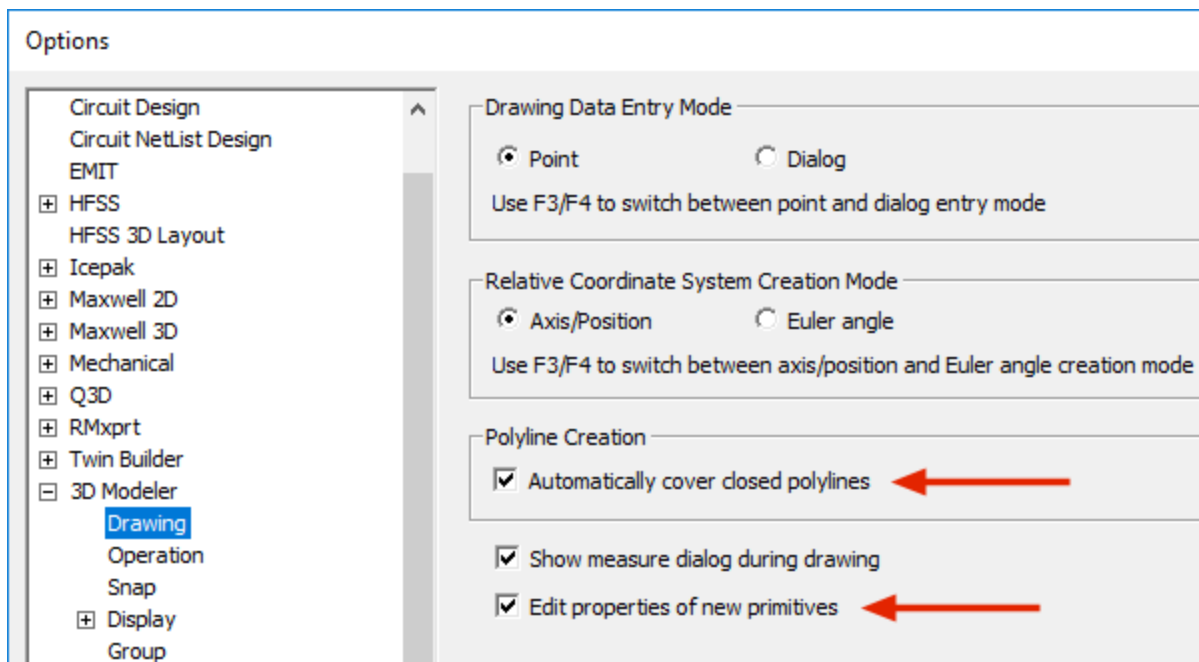 Options
Circuit Design
Circuit NetList Design
EMIT
HFSS
HFSS 3D Layout
Icepak
Maxwell 2D
Maxwell 3D
Mechanical
Q3D
RMxprt
Twin Builder
3D Modeler
Drawing
Operation
Snap
Display
Group
Drawing Data Entry Mode
Point Dialog
Use F3/F4 to switch between point and dialog entry mode
Relative Coordinate System Creation Mode
Axis/Position Euler angle
Use F3/F4 to switch between axis/position and Euler angle creation mode
Polyline Creation
Automatically cover closed polylines
Show measure dialog during drawing
Edit properties of new primitives